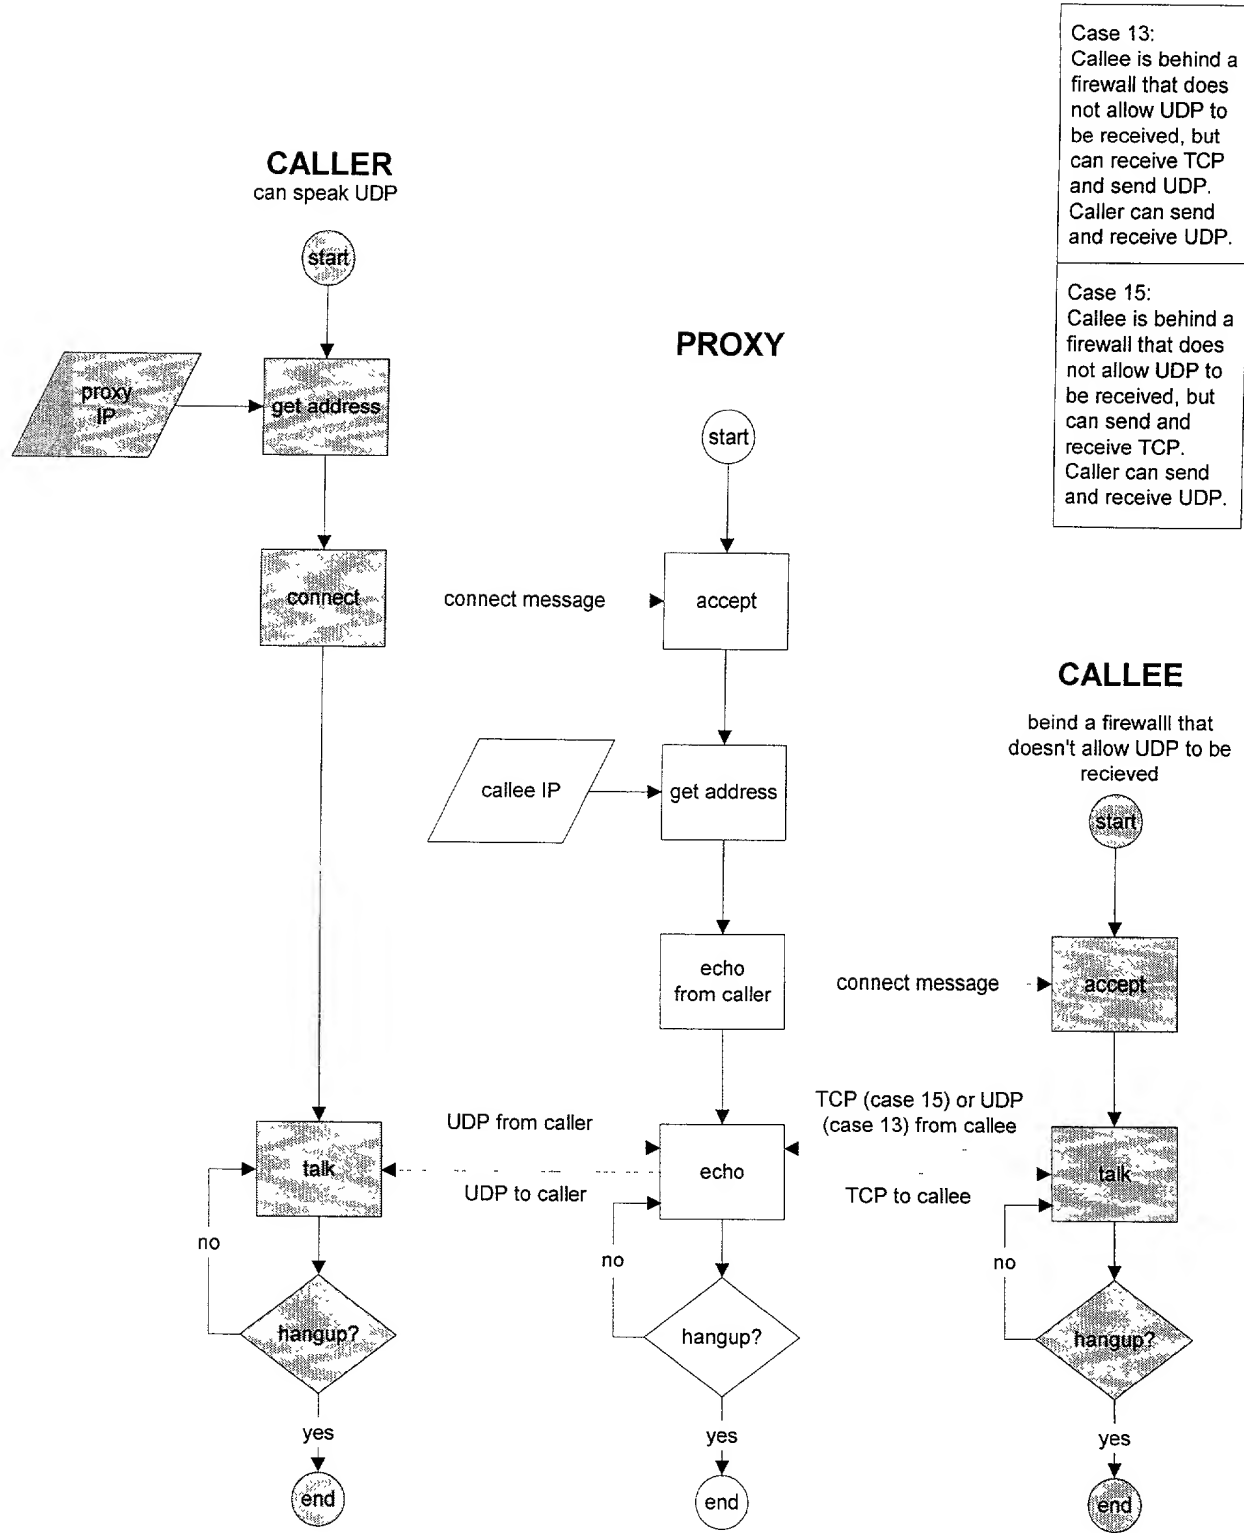 Case 13:
Callee is behind a
firewall that does
not allow UDP to
be received, but
can receive TCP
and send UDP.
Caller can send
and receive UDP.
Case 15:
Callee is behind a
firewall that does
not allow UDP to
be received, but
can send and
receive TCP.
Caller can send
and receive UDP.
CALLER
can speak UDP
start
proxy
IP
get address
connect
talk
no
hangup?
yes
end
PROXY
start
connect message
accept
callee IP
get address
echo
from caller
UDP from caller
UDP to caller
echo
no
hangup?
yes
end
CALLEE
beind a firewalll that
doesn't allow UDP to be
recieved
start
connect message
accept
TCP (case 15) or UDP
(case 13) from callee
TCP to callee
talk
no
hangup?
yes
end